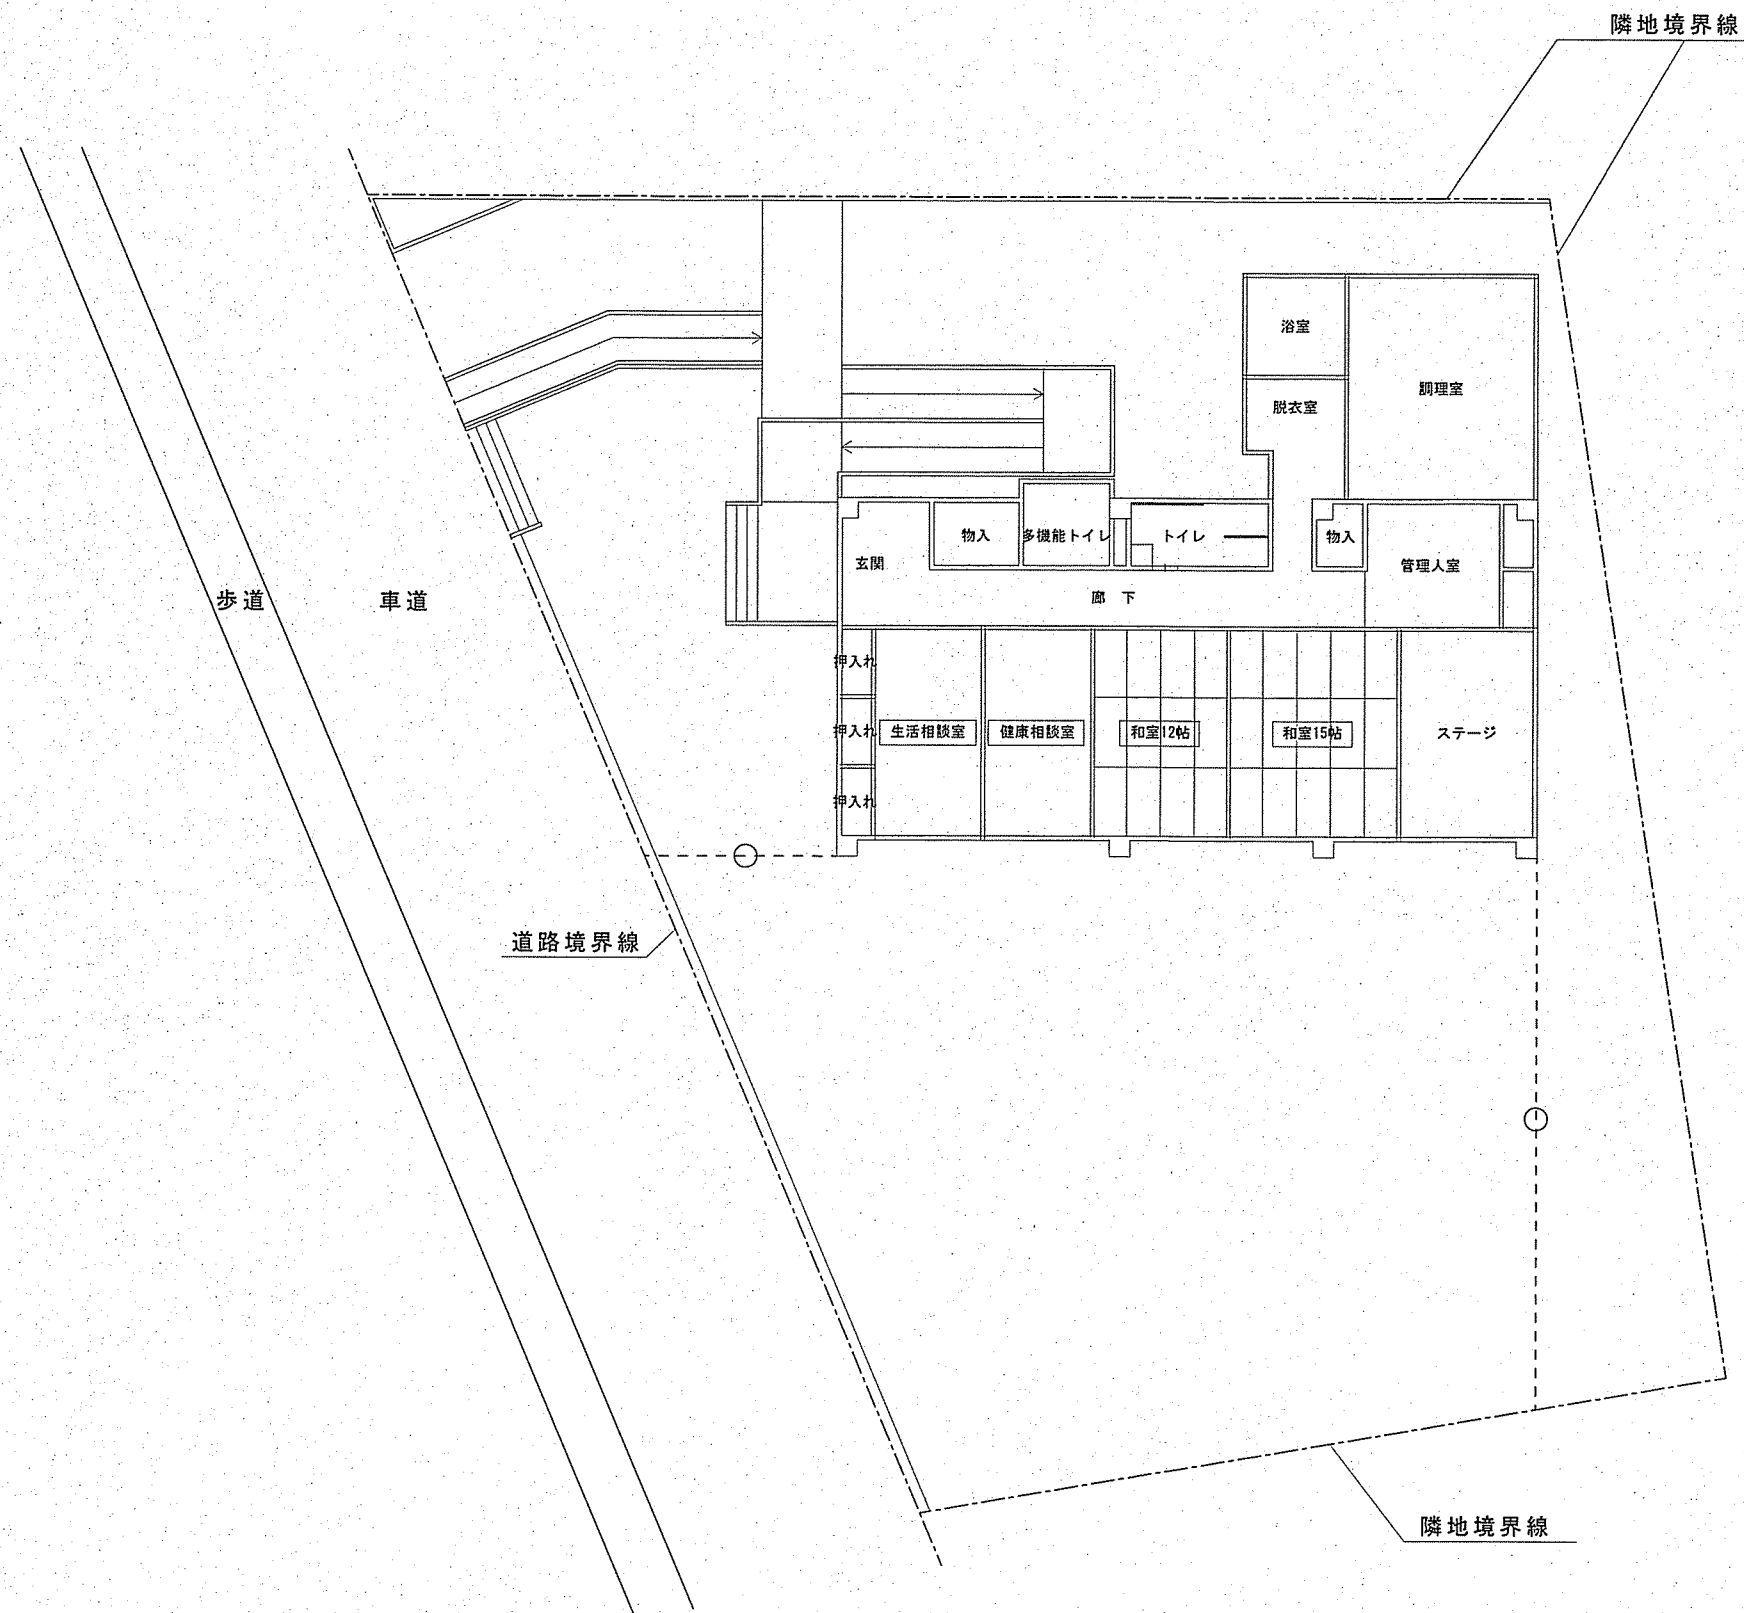 隣地境界線
浴室
調理室
脱衣室
物入
多機能トイレ
トイレ
物入
玄関
管理人室
廊下
歩道
車道
押入れ
押入れ
生活相談室
健康相談室
和室12帖
和室15帖
ステージ
押入れ
道路境界線
隣地境界線